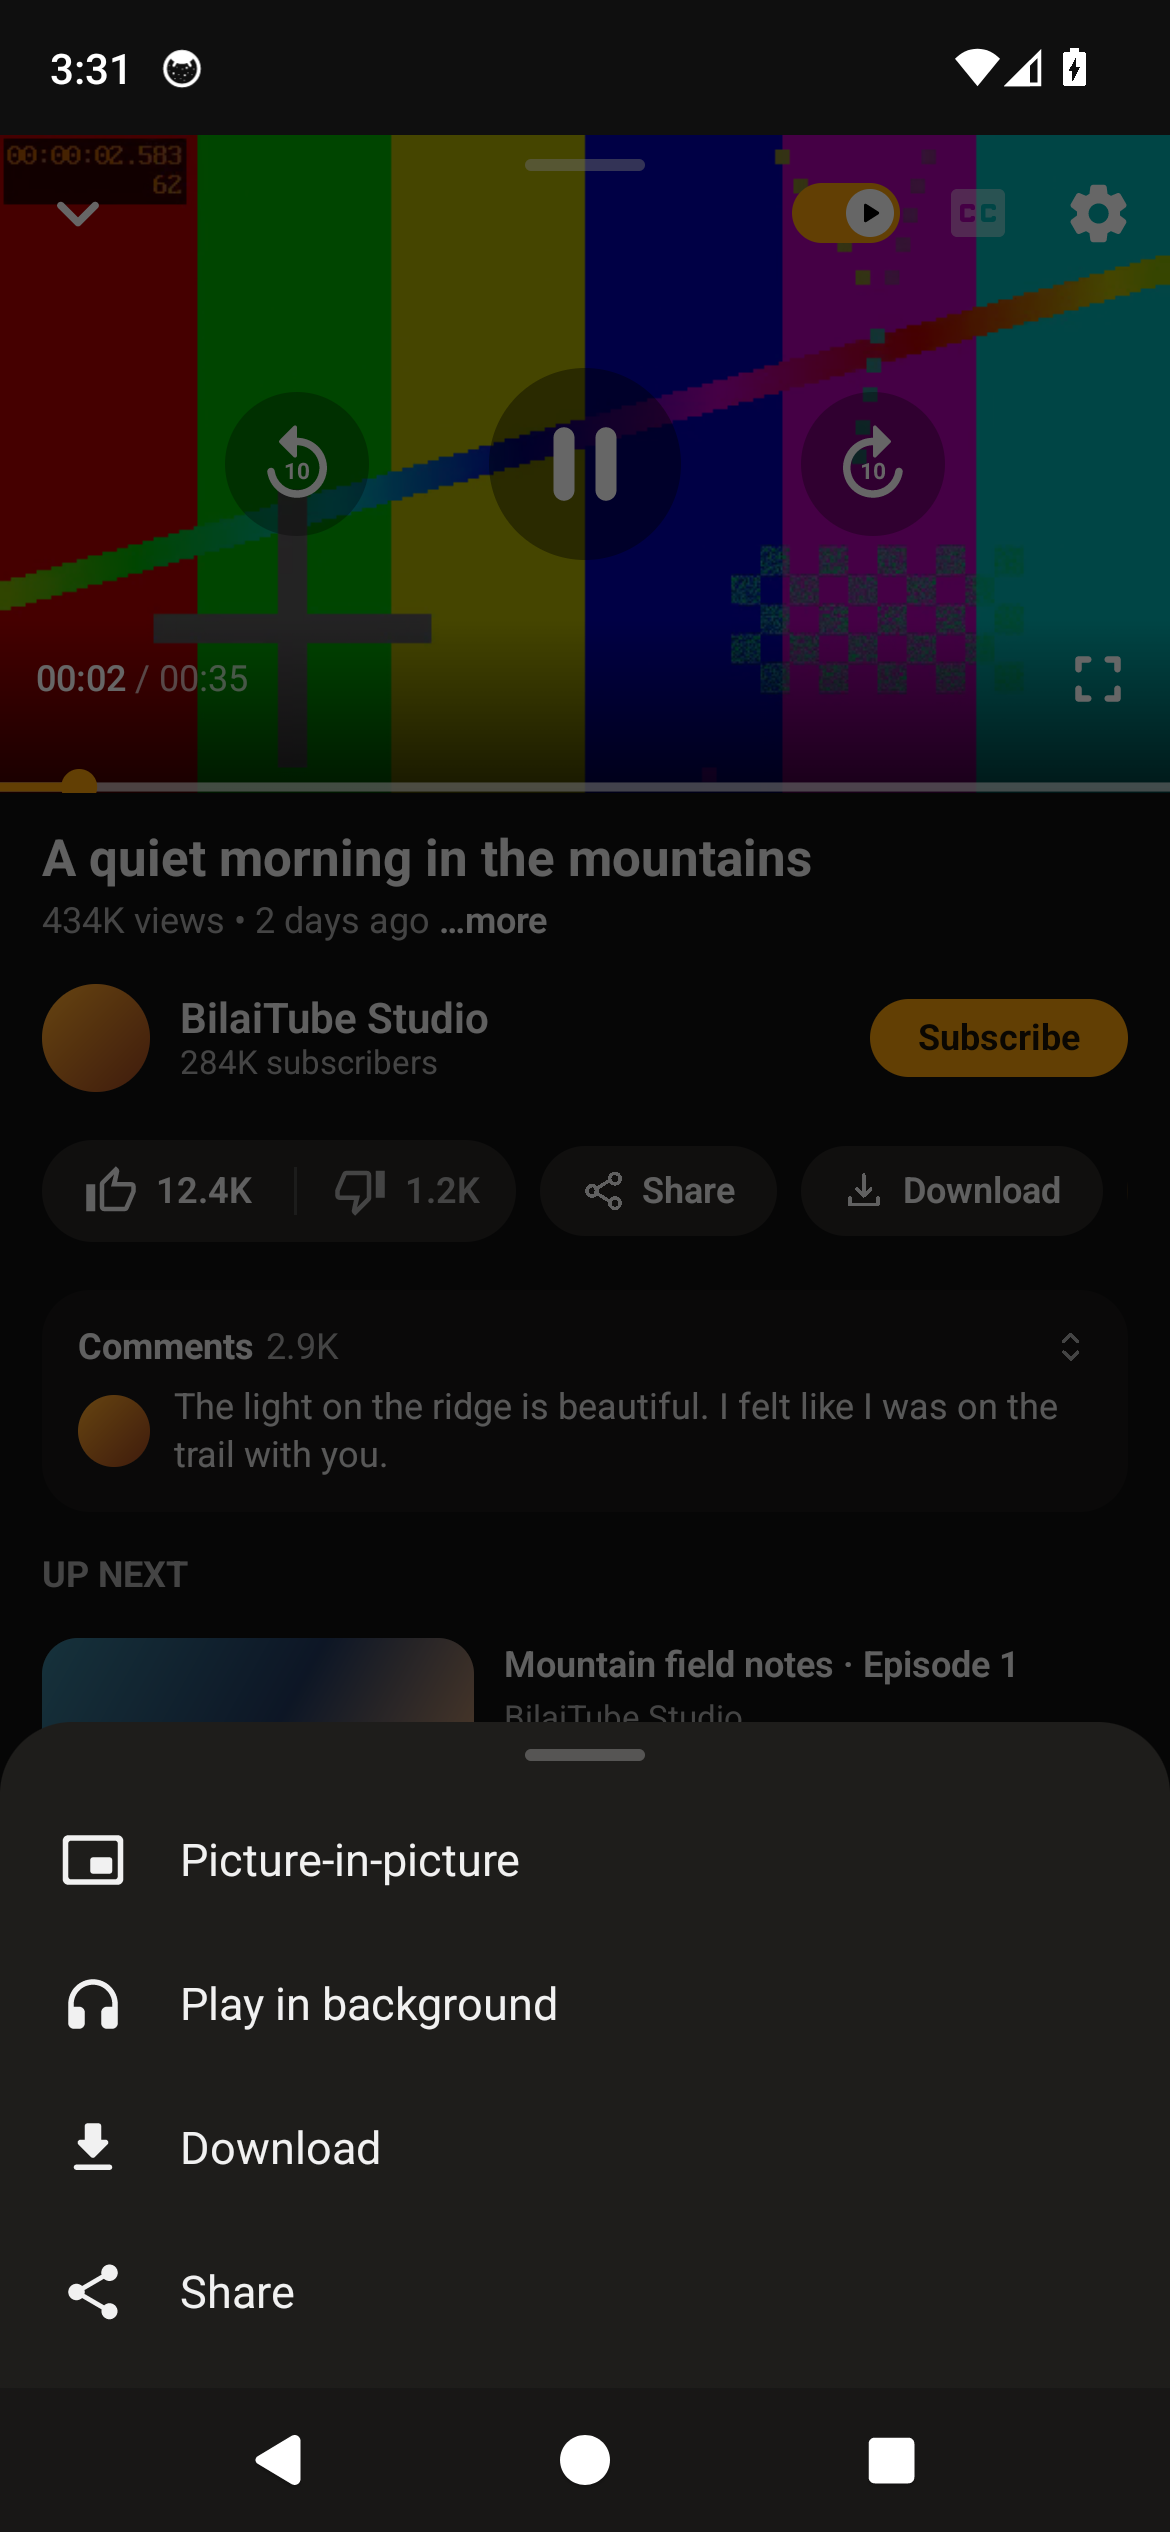 3:31
00:00:02.583
62
CC
10
10
00:02 / 00:35
A quiet morning in the mountains
434K views • 2 days ago ...more
BilaiTube Studio
284K subscribers
Subscribe
12.4K
1.2K
Share
Download
Comments 2.9K
The light on the ridge is beautiful. I felt like I was on the
trail with you.
UP NEXT
Mountain field notes · Episode 1
BilaiTube Studio
Picture-in-picture
Play in background
Download
Share